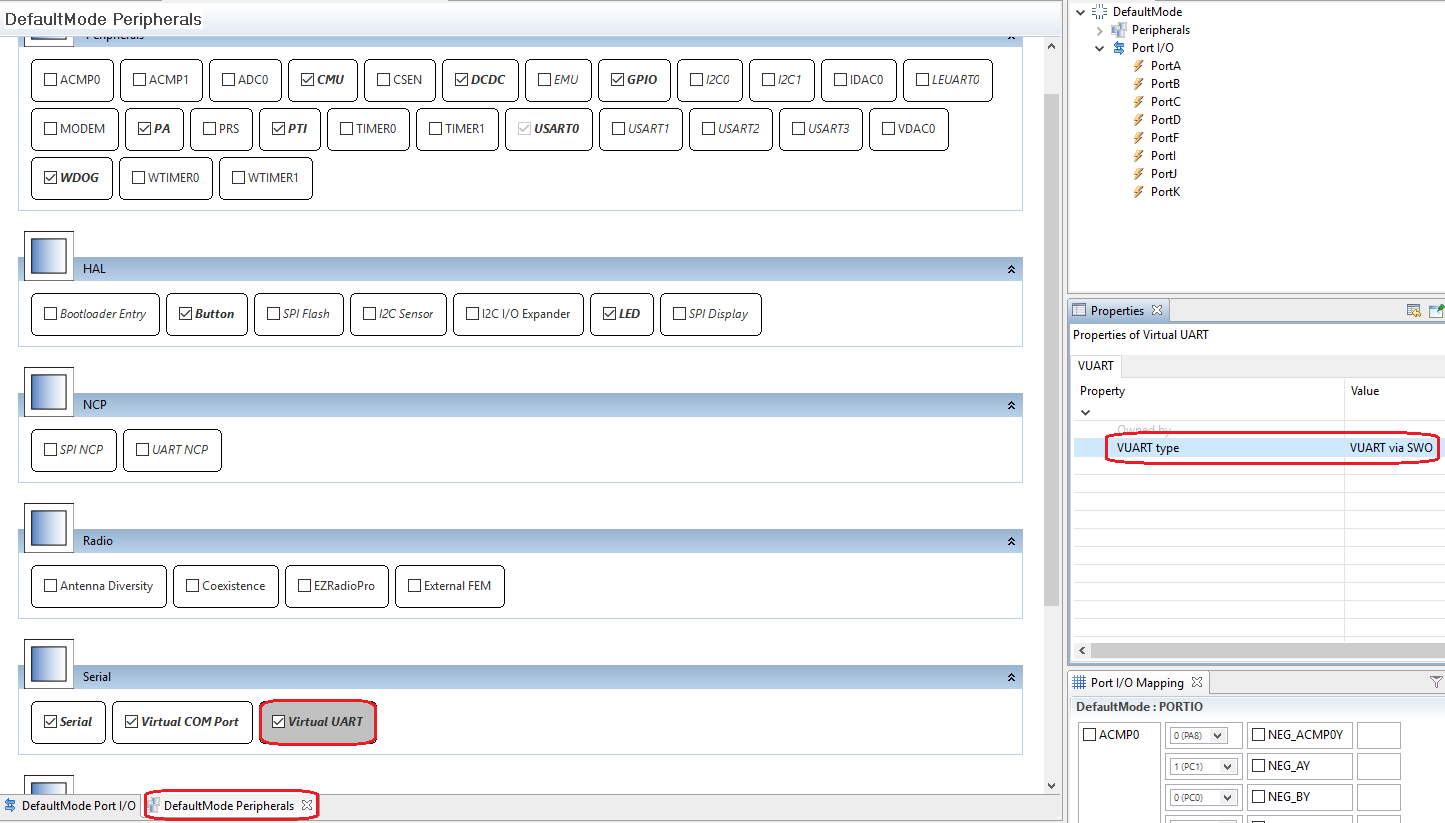 DefaultMode Peripherals
Peripherals
ACMP0 ACMP1 ADC0 CMU CSEN DCDC EMU GPIO I2C0 I2C1 IDAC0 LEUART0
MODEM PA PRS PTI TIMER0 TIMER1 USART0 USART1 USART2 USART3 VDAC0
WDOG WTIMER0 WTIMER1
HAL
Bootloader Entry Button SPI Flash I2C Sensor I2C I/O Expander LED SPI Display
NCP
SPI NCP UART NCP
Radio
Antenna Diversity Coexistence EZRadioPro External FEM
Serial
Serial Virtual COM Port Virtual UART
DefaultMode Port I/O DefaultMode Peripherals
DefaultMode
Peripherals
Port I/O
PortA
PortB
PortC
PortD
PortF
PortI
PortJ
PortK
Properties
Properties of Virtual UART
VUART
Property Value
Owned by
VUART type VUART via SWO
Port I/O Mapping
DefaultMode : PORTIO
ACMP0 0 (PA8) NEG_ACMP0Y
1 (PC1) NEG_AY
0 (PC0) NEG_BY